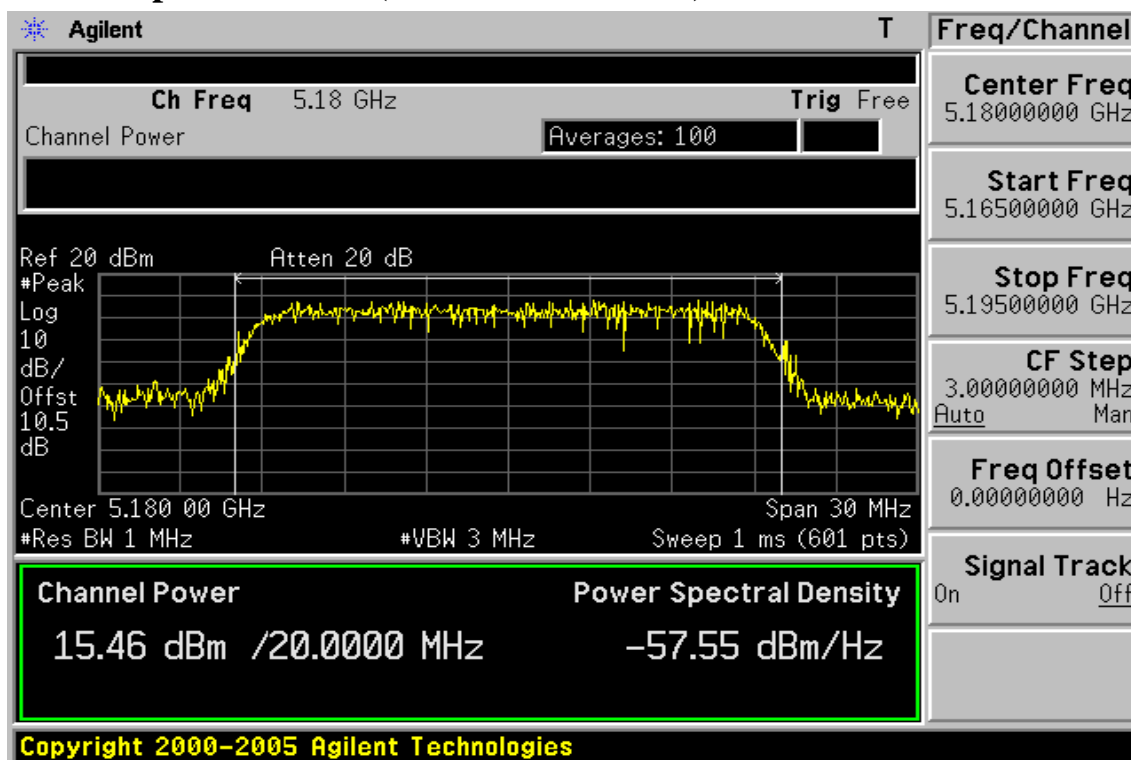 Agilent T
Ch Freq 5.18 GHz Trig Free
Channel Power Averages: 100
Ref 20 dBm Atten 20 dB
#Peak
Log
10
dB/
Offst
10.5
dB
Center 5.180 00 GHz Span 30 MHz
#Res BW 1 MHz #VBW 3 MHz Sweep 1 ms (601 pts)
Channel Power Power Spectral Density
15.46 dBm /20.0000 MHz -57.55 dBm/Hz
Copyright 2000-2005 Agilent Technologies
Freq/Channel
Center Freq
5.18000000 GHz
Start Freq
5.16500000 GHz
Stop Freq
5.19500000 GHz
CF Step
3.00000000 MHz
Auto Man
Freq Offset
0.00000000 Hz
Signal Track
On Off